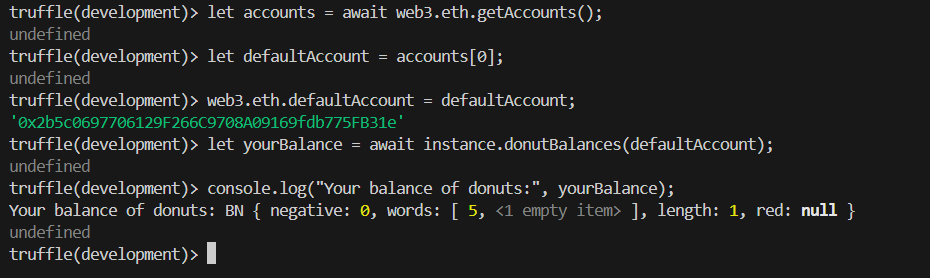 truffle(development)> let accounts = await web3.eth.getAccounts();
undefined
truffle(development)> let defaultAccount = accounts[0];
undefined
truffle(development)> web3.eth.defaultAccount = defaultAccount;
'0x2b5c0697706129F266C9708A09169fdb775FB31e'
truffle(development)> let yourBalance = await instance.donutBalances(defaultAccount);
undefined
truffle(development)> console.log("Your balance of donuts:", yourBalance);
Your balance of donuts: BN { negative: 0, words: [ 5, <1 empty item> ], length: 1, red: null }
undefined
truffle(development)>